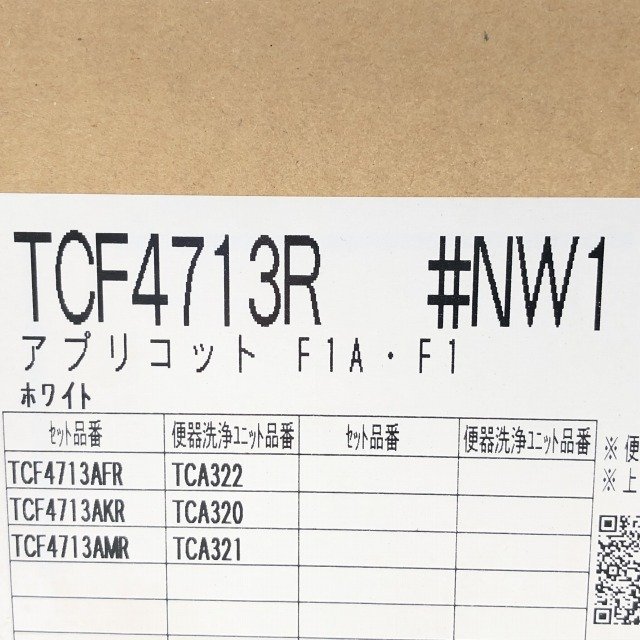 TCF4713R #NW1
アプリコット F1A・F1
ホワイト
ｾｯﾄ品番 便器洗浄ﾕﾆｯﾄ品番 ｾｯﾄ品番 便器洗浄ﾕﾆｯﾄ品番
※便
TCF4713AFR TCA322
※上
TCF4713AKR TCA320
TCF4713AMR TCA321